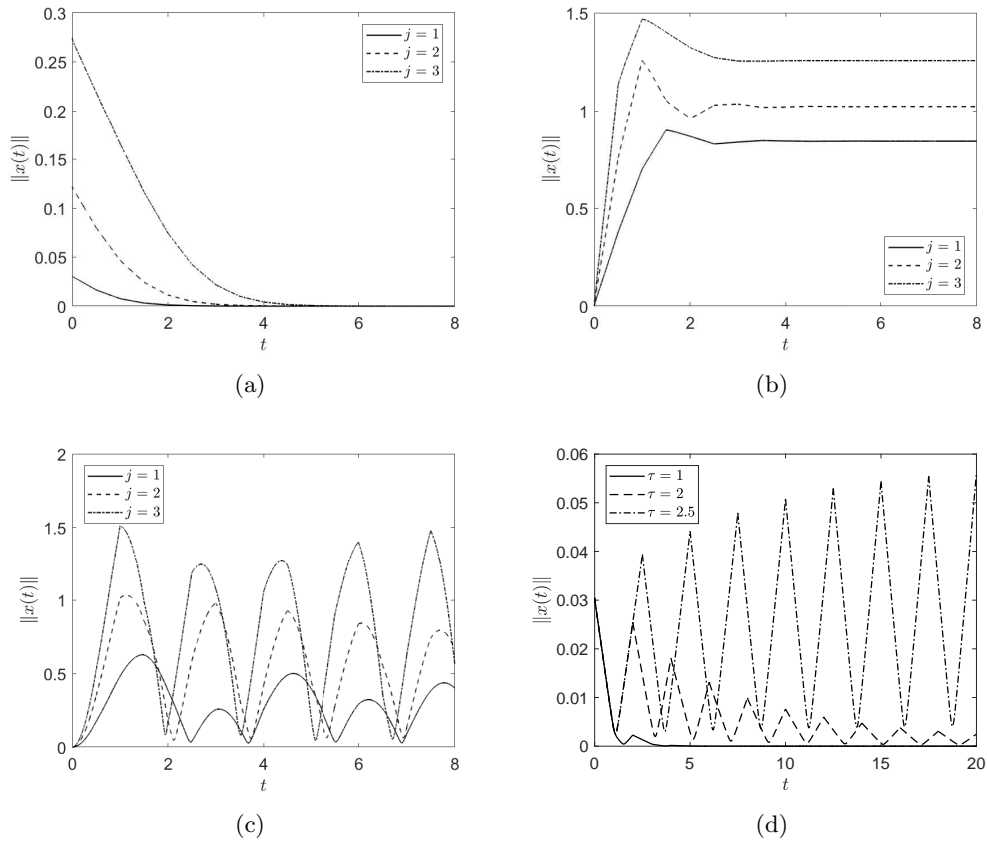 0.3
0.25
0.2
0.15
0.1
0.05
0
‖x(t)‖
j = 1
j = 2
j = 3
0 2 4 6 8
t
(a)
1.5
1
0.5
0
‖x(t)‖
j = 1
j = 2
j = 3
0 2 4 6 8
t
(b)
2
1.5
1
0.5
0
‖x(t)‖
j = 1
j = 2
j = 3
0 2 4 6 8
t
(c)
0.06
0.05
0.04
0.03
0.02
0.01
0
‖x(t)‖
τ = 1
τ = 2
τ = 2.5
0 5 10 15 20
t
(d)